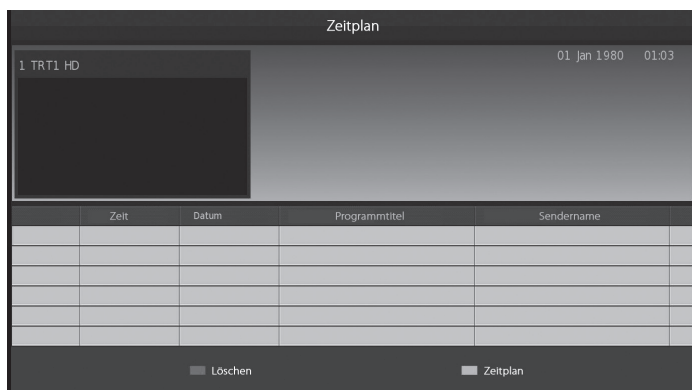 Zeitplan
1 TRT1 HD
01 Jan 1980 01:03
Zeit Datum Programmtitel Sendername
Löschen Zeitplan